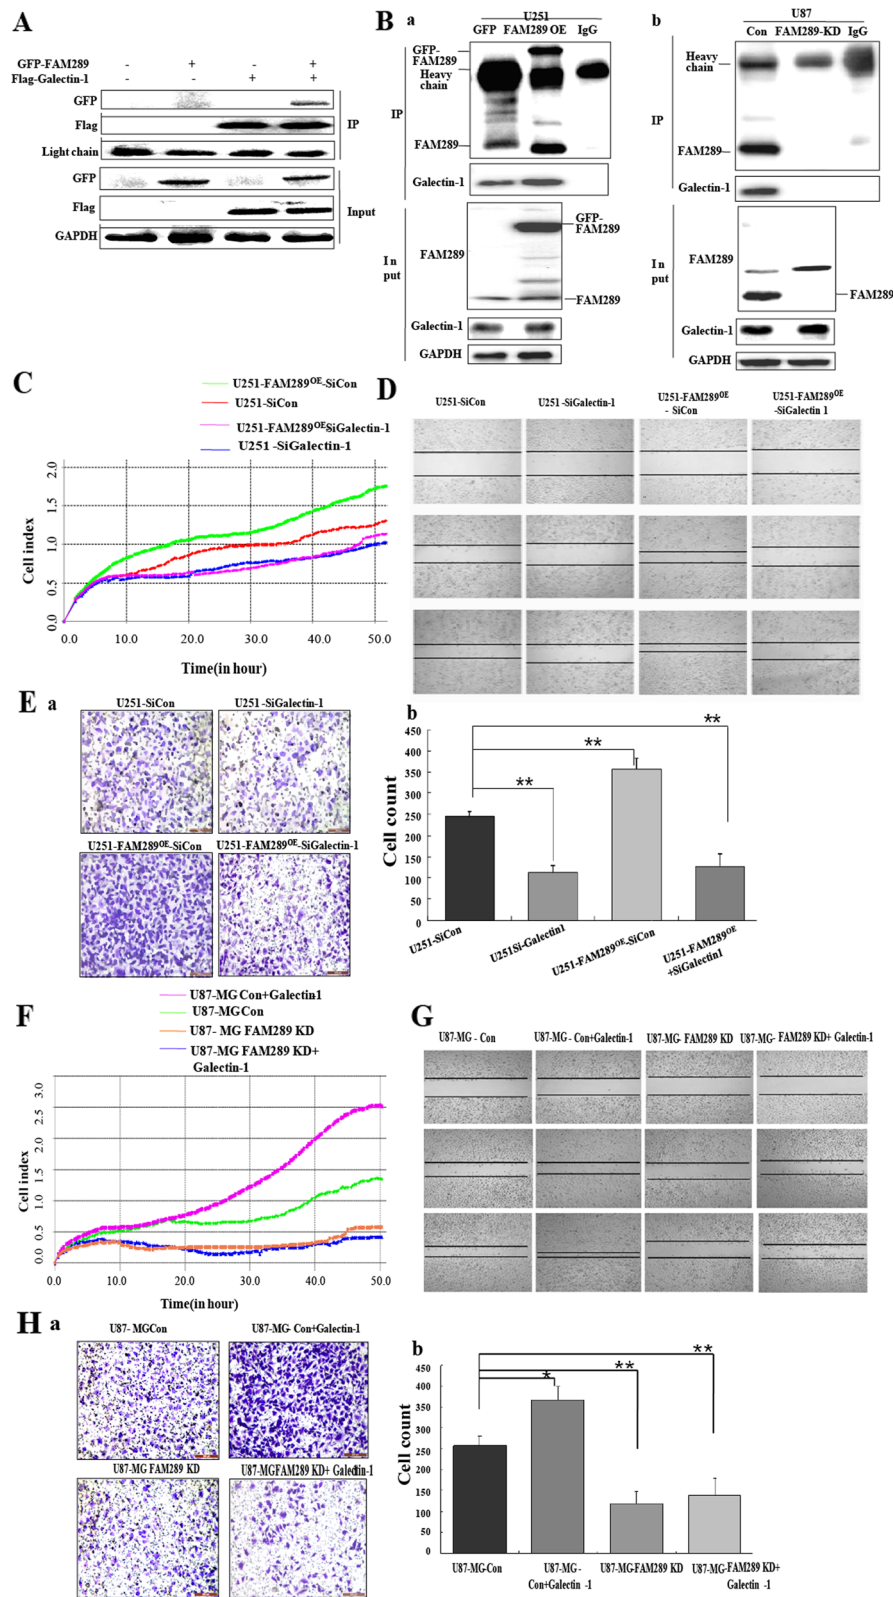 A
GFP-FAM289 - + - +
Flag-Galectin-1 - - + +
GFP
Flag
Light chain
IP
GFP
Flag
GAPDH
Input
B a
U251
GFP FAM289 OE IgG
GFP-
FAM289
Heavy
chain
IP
FAM289
Galectin-1
GFP-
FAM289
FAM289
In
put
FAM289
Galectin-1
GAPDH
b
U87
Con FAM289-KD IgG
Heavy
chain
IP
FAM289
Galectin-1
FAM289
In
put
FAM289
Galectin-1
GAPDH
C
U251-FAM289OE-SiCon
U251-SiCon
U251-FAM289OESiGalectin-1
U251 -SiGalectin-1
Cell index
2.0
1.5
1.0
0.5
0.0
0.0 10.0 20.0 30.0 40.0 50.0
Time(in hour)
D
U251-SiCon
U251 -SiGalectin-1
U251-FAM289OE
- SiCon
U251-FAM289OE
-SiGalectin 1
E a
U251-SiCon
U251 -SiGalectin-1
U251-FAM289OE-SiCon
U251-FAM289OE-SiGalectin-1
b
Cell count
450
400
350
300
250
200
150
100
50
0
**
**
**
U251-SiCon
U251Si-Galectin1
U251-FAM289OE-SiCon
U251-FAM289OE
+SiGalectin1
F
U87-MG Con+Galectin-1
U87-MG Con
U87- MG FAM289 KD
U87-MG FAM289 KD+
Galectin-1
Cell index
3.0
2.5
2.0
1.5
1.0
0.5
0.0
0.0 10.0 20.0 30.0 40.0 50.0
Time(in hour)
G
U87-MG - Con
U87-MG - Con+Galectin-1
U87-MG- FAM289 KD
U87-MG- FAM289 KD+ Galectin-1
H a
U87- MGCon
U87-MG- Con+Galectin-1
U87-MG FAM289 KD
U87-MGFAM289 KD+ Galectin-1
b
Cell count
450
400
350
300
250
200
150
100
50
0
*
**
**
U87-MG-Con
U87-MG -
Con+Galectin -1
U87-MG-FAM289 KD
U87-MG-FAM289 KD+
Galectin -1